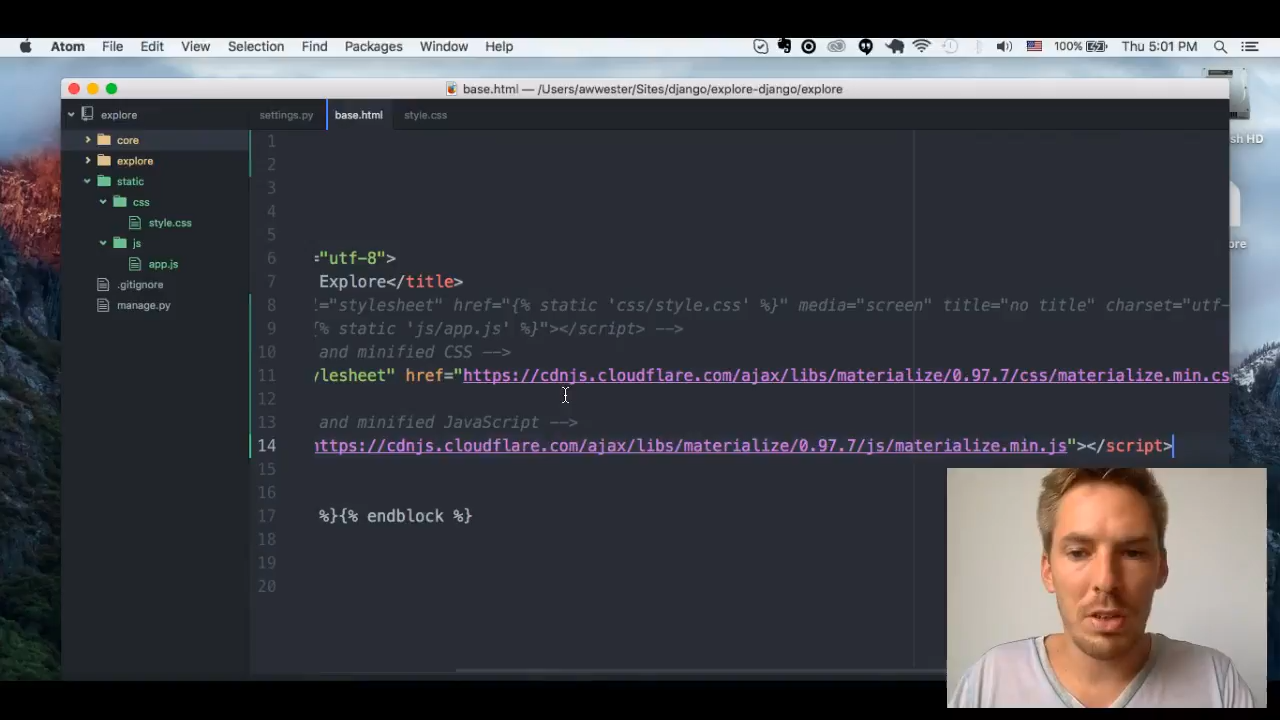 Atom File Edit View Selection Find Packages Window Help 100% Thu 5:01 PM
base.html — /Users/awwester/Sites/django/explore-django/explore
explore settings.py base.html style.css
core
explore
static
css
style.css
js
app.js
.gitignore
manage.py
1
2
3
4
5
6 ="utf-8">
7 Explore</title>
8 ="stylesheet" href="{% static 'css/style.css' %}" media="screen" title="no title" charset="utf-
9 {% static 'js/app.js' %}"></script> -->
10 and minified CSS -->
11 ylesheet" href="https://cdnjs.cloudflare.com/ajax/libs/materialize/0.97.7/css/materialize.min.cs
12
13 and minified JavaScript -->
14 https://cdnjs.cloudflare.com/ajax/libs/materialize/0.97.7/js/materialize.min.js"></script>
15
16
17 %}{% endblock %}
18
19
20
sh HD
ore